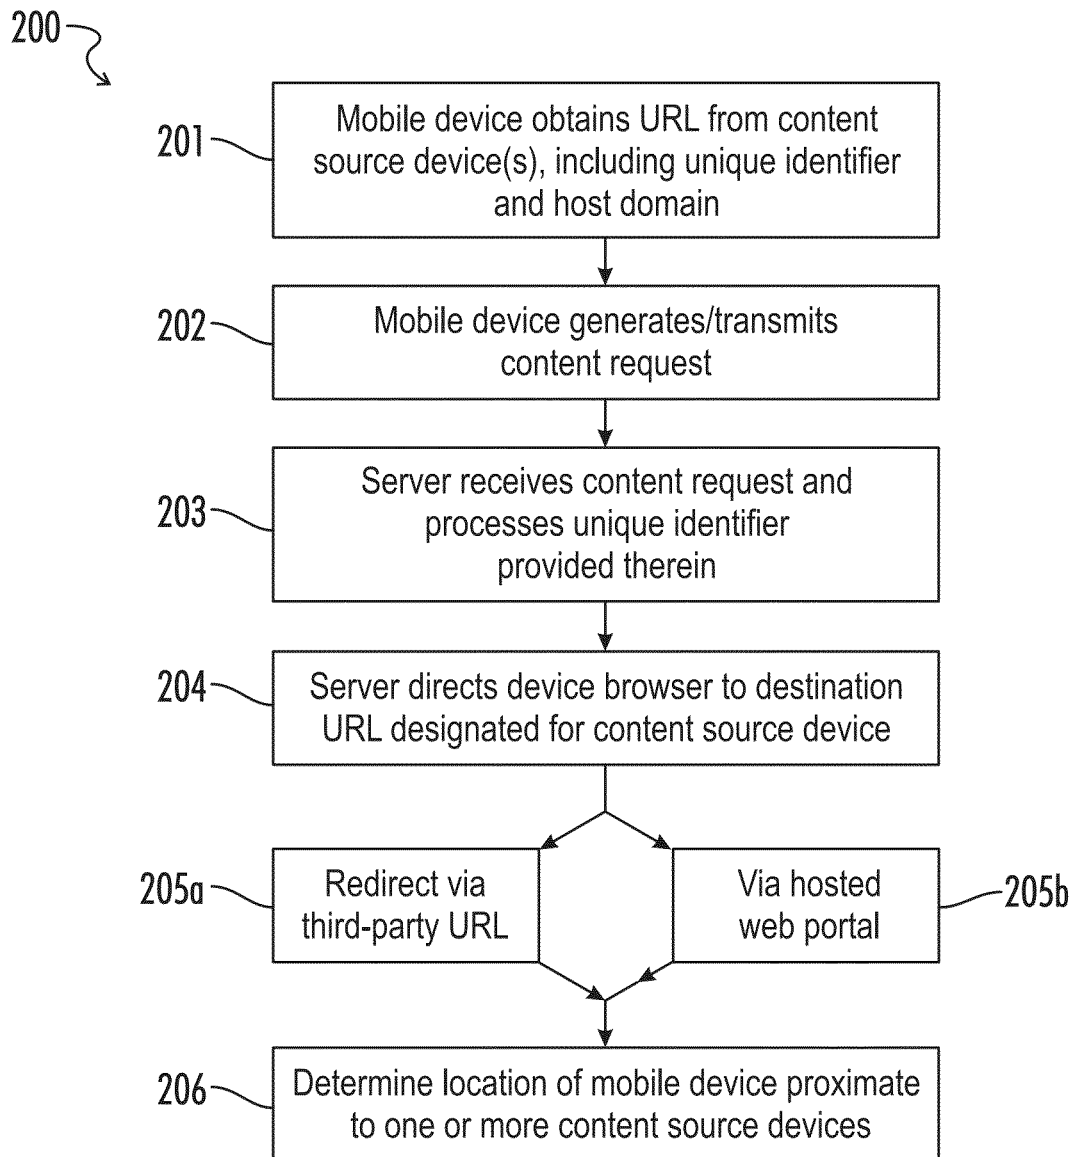 200
201
Mobile device obtains URL from content
source device(s), including unique identifier
and host domain
202
Mobile device generates/transmits
content request
203
Server receives content request and
processes unique identifier
provided therein
204
Server directs device browser to destination
URL designated for content source device
205a
Redirect via
third-party URL
Via hosted
web portal
205b
206
Determine location of mobile device proximate
to one or more content source devices